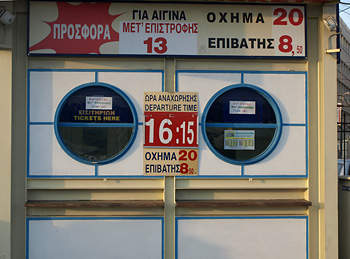 ΠΡΟΣΦΟΡΑ
ΓΙΑ ΑΙΓΙΝΑ
ΜΕΤ' ΕΠΙΣΤΡΟΦΗΣ
13
ΟΧΗΜΑ 20
ΕΠΙΒΑΤΗΣ 8,50
ΕΙΣΙΤΗΡΙΩΝ
TICKETS HERE
ΩΡΑ ΑΝΑΧΩΡΗΣΗΣ
DEPARTURE TIME
16:15
ΟΧΗΜΑ 20
ΕΠΙΒΑΤΗΣ 8,50